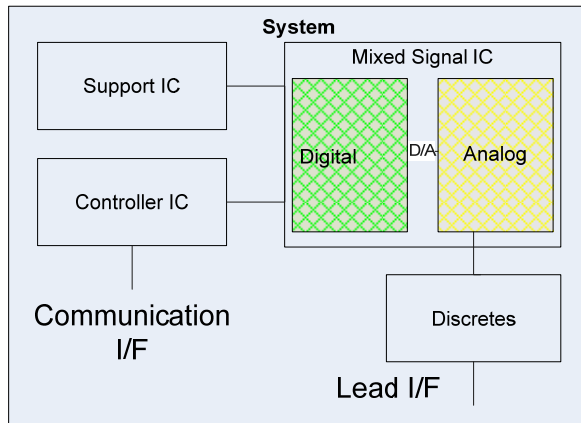 System
Mixed Signal IC
Support IC
Digital
D/A
Analog
Controller IC
Communication
I/F
Discretes
Lead I/F